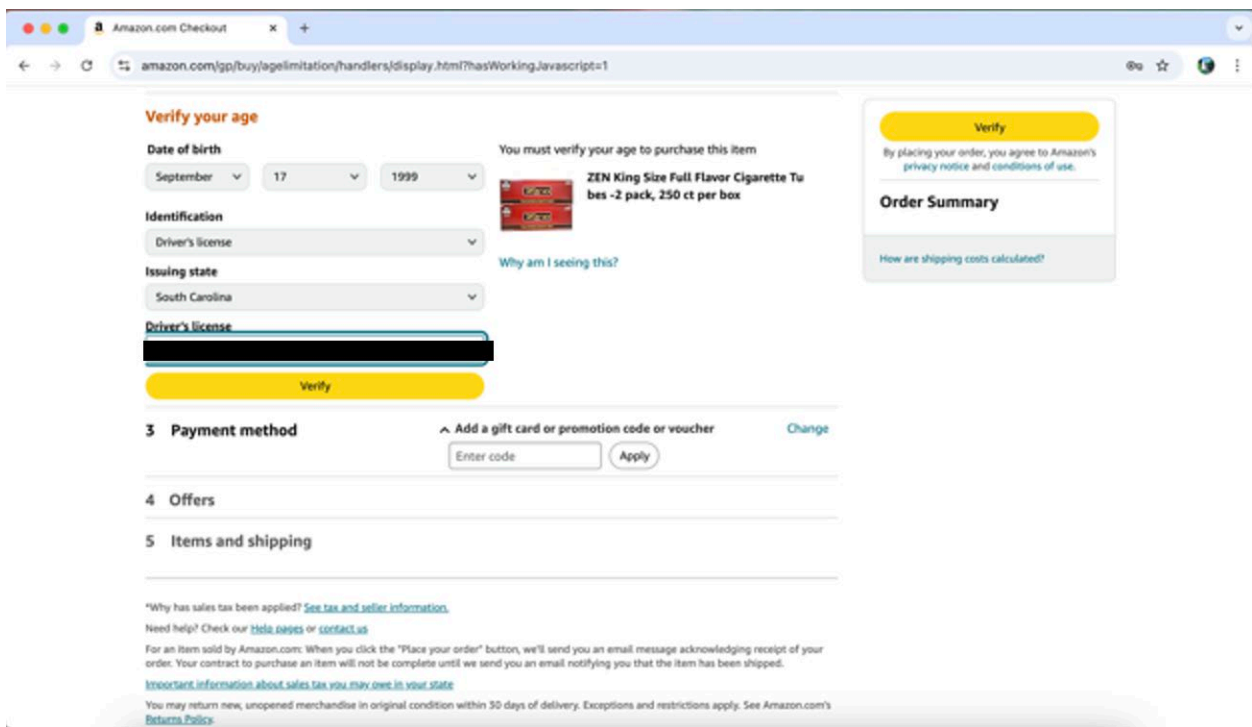 Amazon.com Checkout
amazon.com/gp/buy/agelimitation/handlers/display.html?hasWorkingJavascript=1
Verify your age
Date of birth
September 17 1999
Identification
Driver's license
Issuing state
South Carolina
Driver's license
Verify
You must verify your age to purchase this item
ZEN King Size Full Flavor Cigarette Tu
bes -2 pack, 250 ct per box
Why am I seeing this?
Verify
By placing your order, you agree to Amazon's
privacy notice and conditions of use.
Order Summary
How are shipping costs calculated?
3 Payment method
Add a gift card or promotion code or voucher
Change
Enter code
Apply
4 Offers
5 Items and shipping
*Why has sales tax been applied? See tax and seller information.
Need help? Check our Help pages or contact us
For an item sold by Amazon.com: When you click the "Place your order" button, we'll send you an email message acknowledging receipt of your
order. Your contract to purchase an item will not be complete until we send you an email notifying you that the item has been shipped.
Important information about sales tax you may owe in your state
You may return new, unopened merchandise in original condition within 30 days of delivery. Exceptions and restrictions apply. See Amazon.com's
Returns Policy.